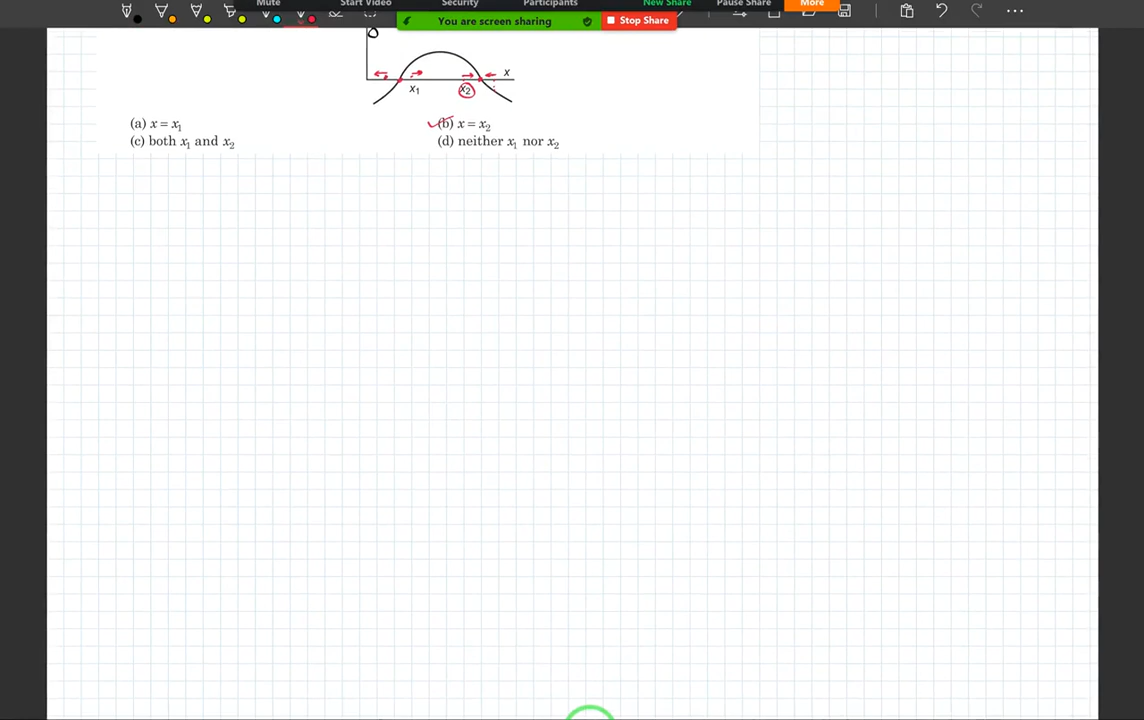 Mute Start Video Security Participants New Share Pause Share More
You are screen sharing Stop Share
x
x₁ x₂
(a) x = x₁ (b) x = x₂
(c) both x₁ and x₂ (d) neither x₁ nor x₂